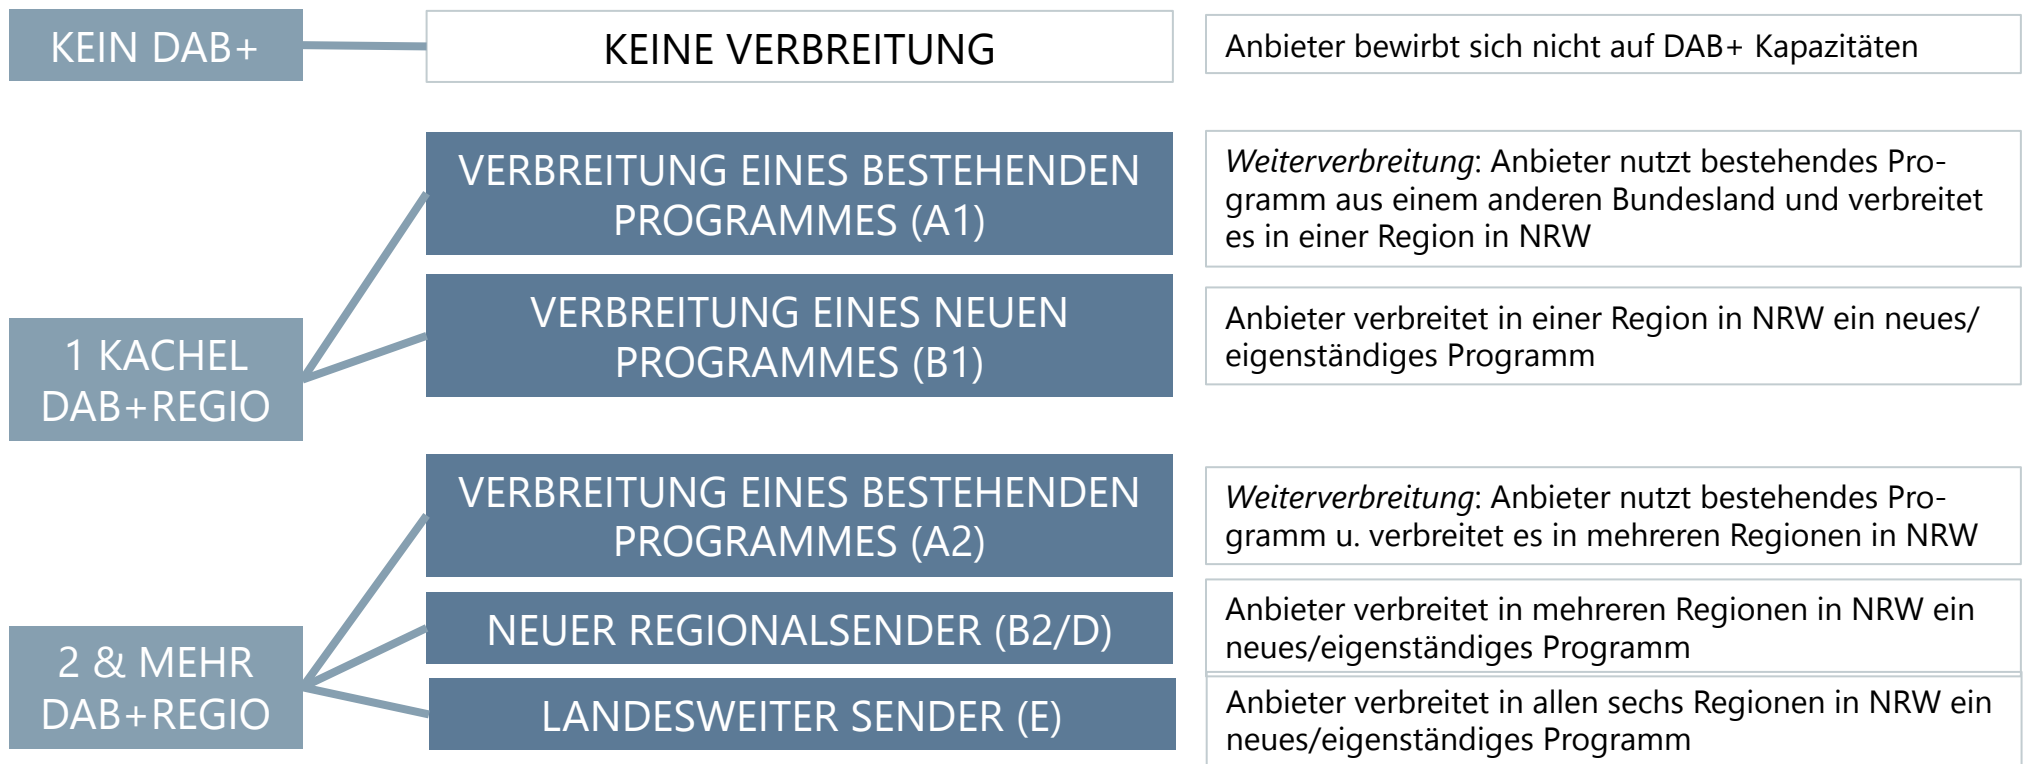 KEIN DAB+
KEINE VERBREITUNG
Anbieter bewirbt sich nicht auf DAB+ Kapazitäten
1 KACHEL
DAB+REGIO
VERBREITUNG EINES BESTEHENDEN
PROGRAMMES (A1)
Weiterverbreitung: Anbieter nutzt bestehendes Pro-
gramm aus einem anderen Bundesland und verbreitet
es in einer Region in NRW
VERBREITUNG EINES NEUEN
PROGRAMMES (B1)
Anbieter verbreitet in einer Region in NRW ein neues/
eigenständiges Programm
2 & MEHR
DAB+REGIO
VERBREITUNG EINES BESTEHENDEN
PROGRAMMES (A2)
Weiterverbreitung: Anbieter nutzt bestehendes Pro-
gramm u. verbreitet es in mehreren Regionen in NRW
NEUER REGIONALSENDER (B2/D)
Anbieter verbreitet in mehreren Regionen in NRW ein
neues/eigenständiges Programm
LANDESWEITER SENDER (E)
Anbieter verbreitet in allen sechs Regionen in NRW ein
neues/eigenständiges Programm